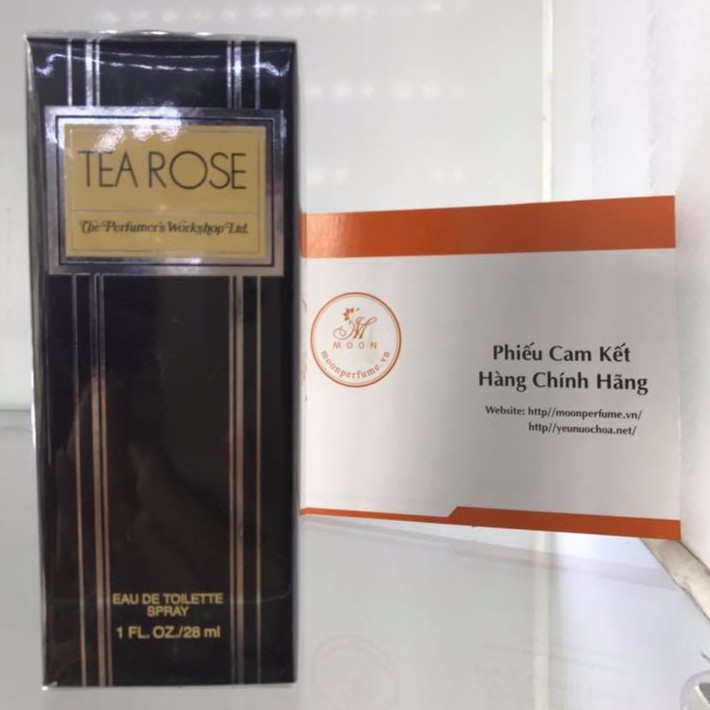 TEA ROSE
The Perfumer's Workshop Ltd.
EAU DE TOILETTE
SPRAY
1 FL. OZ./28 ml
M
MOON
moonperfume.vn
Phiếu Cam Kết
Hàng Chính Hãng
Website: http//moonperfume.vn/
http//yeunuochoa.net/